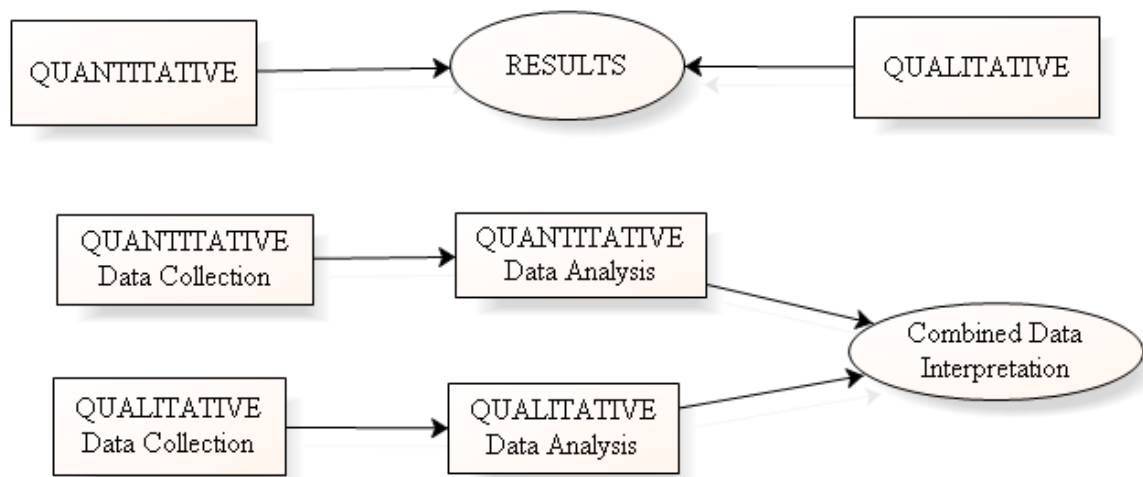 QUANTITATIVE
RESULTS
QUALITATIVE
QUANTITATIVE
Data Collection
QUANTITATIVE
Data Analysis
Combined Data
Interpretation
QUALITATIVE
Data Collection
QUALITATIVE
Data Analysis